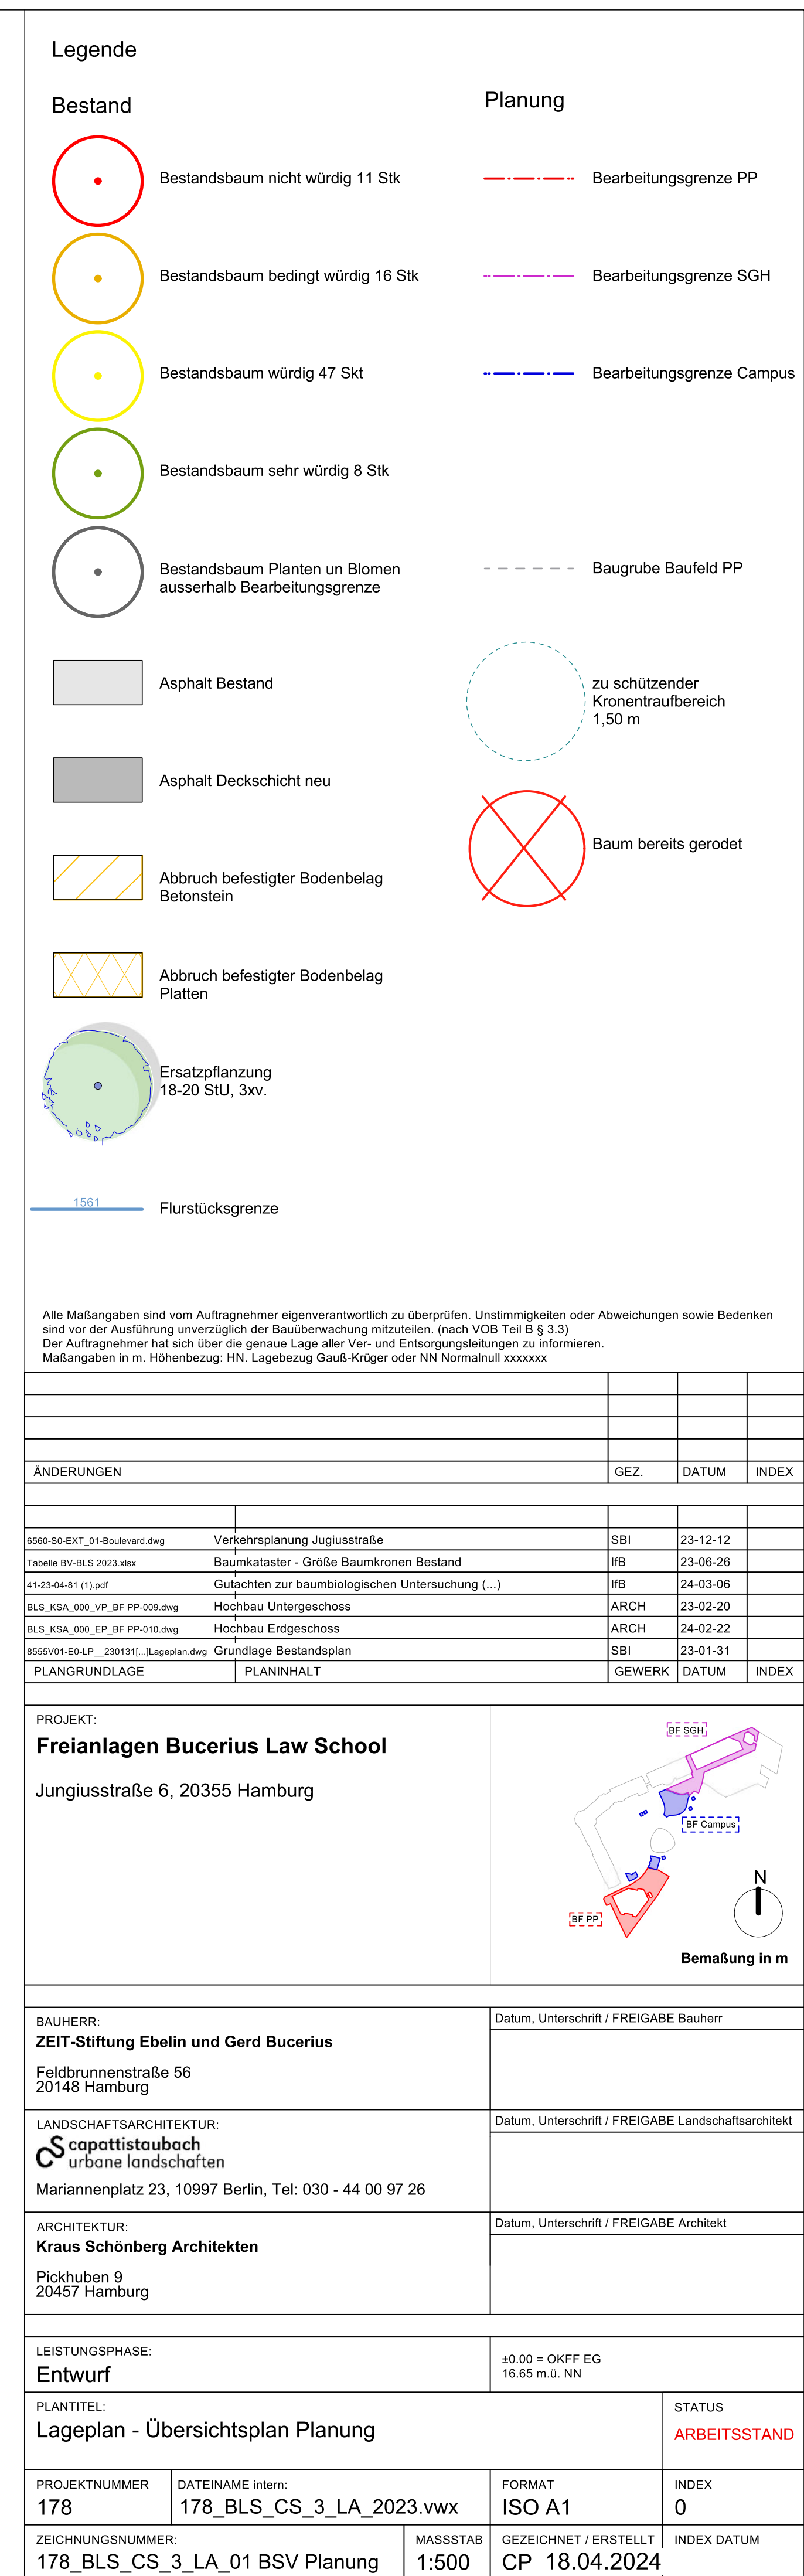 Legende
Bestand
Bestandsbaum nicht würdig 11 Stk
Bestandsbaum bedingt würdig 16 Stk
Bestandsbaum würdig 47 Skt
Bestandsbaum sehr würdig 8 Stk
Bestandsbaum Planten un Blomen
ausserhalb Bearbeitungsgrenze
Asphalt Bestand
Asphalt Deckschicht neu
Abbruch befestigter Bodenbelag
Betonstein
Abbruch befestigter Bodenbelag
Platten
Ersatzpflanzung
18-20 StU, 3xv.
1561
Flurstücksgrenze
Planung
Bearbeitungsgrenze PP
Bearbeitungsgrenze SGH
Bearbeitungsgrenze Campus
Baugrube Baufeld PP
zu schützender
Kronentraufbereich
1,50 m
Baum bereits gerodet
Alle Maßangaben sind vom Auftragnehmer eigenverantwortlich zu überprüfen. Unstimmigkeiten oder Abweichungen sowie Bedenken
sind vor der Ausführung unverzüglich der Bauüberwachung mitzuteilen. (nach VOB Teil B § 3.3)
Der Auftragnehmer hat sich über die genaue Lage aller Ver- und Entsorgungsleitungen zu informieren.
Maßangaben in m. Höhenbezug: HN. Lagebezug Gauß-Krüger oder NN Normalnull xxxxxxx
ÄNDERUNGEN GEZ. DATUM INDEX
6560-S0-EXT_01-Boulevard.dwg Verkehrsplanung Jugiusstraße SBI 23-12-12
Tabelle BV-BLS 2023.xlsx Baumkataster - Größe Baumkronen Bestand IfB 23-06-26
41-23-04-81 (1).pdf Gutachten zur baumbiologischen Untersuchung (...) IfB 24-03-06
BLS_KSA_000_VP_BF PP-009.dwg Hochbau Untergeschoss ARCH 23-02-20
BLS_KSA_000_EP_BF PP-010.dwg Hochbau Erdgeschoss ARCH 24-02-22
8555V01-E0-LP__230131[...]Lageplan.dwg Grundlage Bestandsplan SBI 23-01-31
PLANGRUNDLAGE PLANINHALT GEWERK DATUM INDEX
PROJEKT:
Freianlagen Bucerius Law School
Jungiusstraße 6, 20355 Hamburg
BF SGH
BF Campus
BF PP
N
Bemaßung in m
BAUHERR:
ZEIT-Stiftung Ebelin und Gerd Bucerius
Feldbrunnenstraße 56
20148 Hamburg
Datum, Unterschrift / FREIGABE Bauherr
LANDSCHAFTSARCHITEKTUR:
cs capattistaubach
urbane landschaften
Mariannenplatz 23, 10997 Berlin, Tel: 030 - 44 00 97 26
Datum, Unterschrift / FREIGABE Landschaftsarchitekt
ARCHITEKTUR:
Kraus Schönberg Architekten
Pickhuben 9
20457 Hamburg
Datum, Unterschrift / FREIGABE Architekt
LEISTUNGSPHASE:
Entwurf
±0.00 = OKFF EG
16.65 m.ü. NN
PLANTITEL:
Lageplan - Übersichtsplan Planung
STATUS
ARBEITSSTAND
PROJEKTNUMMER DATEINAME intern: FORMAT INDEX
178 178_BLS_CS_3_LA_2023.vwx ISO A1 0
ZEICHNUNGSNUMMER: MASSSTAB GEZEICHNET / ERSTELLT INDEX DATUM
178_BLS_CS_3_LA_01 BSV Planung 1:500 CP 18.04.2024